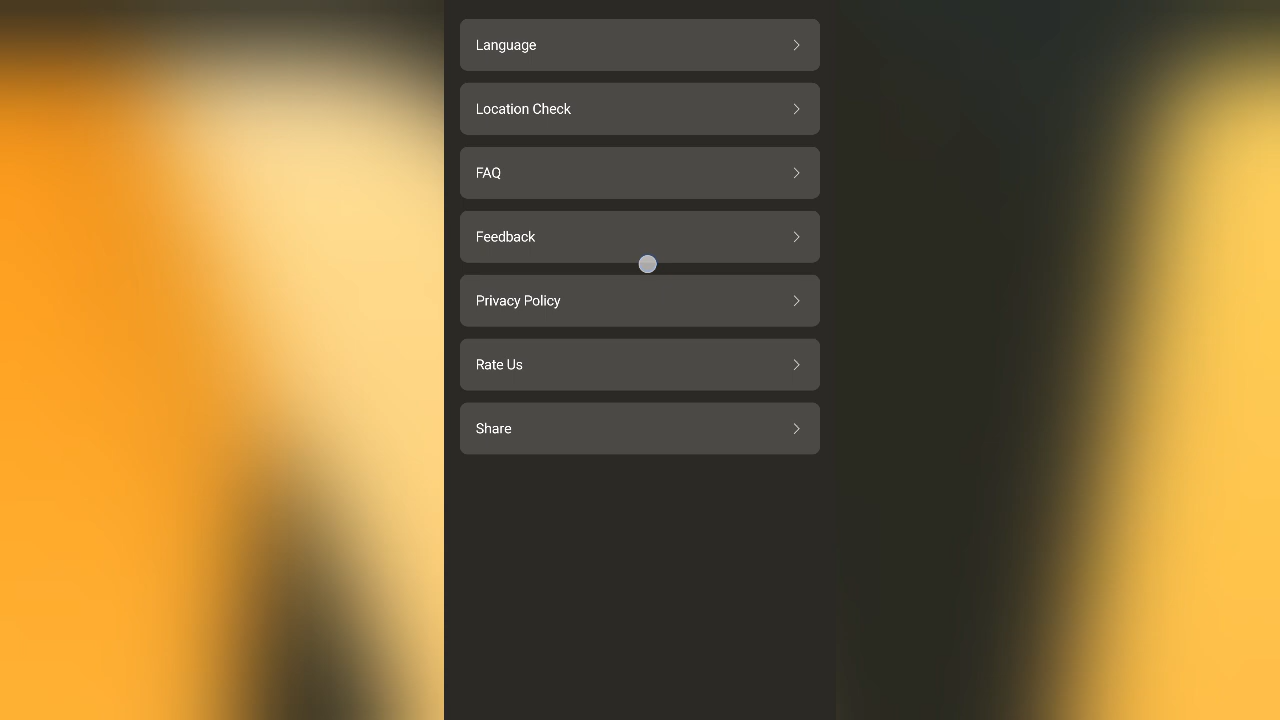 Language
Location Check
FAQ
Feedback
Privacy Policy
Rate Us
Share